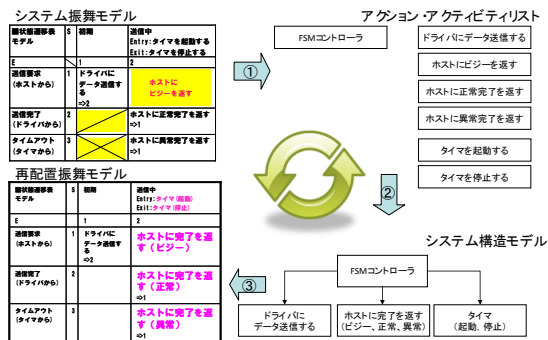 システム振舞モデル
状態遷移表
モデル
S
初期
送信中
Entry:タイマを起動する
Exit:タイマを停止する
E
1
2
送信要求
(ホストから)
1
ドライバに
データ送信す
る
=>2
ホストに
ビジーを返す
送信完了
(ドライバから)
2
ホストに正常完了を返す
=>1
タイムアウト
(タイマから)
3
ホストに異常完了を返す
=>1
①
アクション・アクティビティリスト
FSMコントローラ
ドライバにデータ送信する
ホストにビジーを返す
ホストに正常完了を返す
ホストに異常完了を返す
タイマを起動する
タイマを停止する
②
システム構造モデル
FSMコントローラ
ドライバに
データ送信する
ホストに完了を返す
(ビジー、正常、異常)
タイマ
(起動, 停止)
③
再配置振舞モデル
状態遷移表
モデル
S
初期
送信中
Entry:タイマ(起動)
Exit:タイマ(停止)
E
1
2
送信要求
(ホストから)
1
ドライバに
データ送信す
る
=>2
ホストに完了を返
す(ビジー)
送信完了
(ドライバから)
2
ホストに完了を返
す(正常)
=>1
タイムアウト
(タイマから)
3
ホストに完了を返
す(異常)
=>1